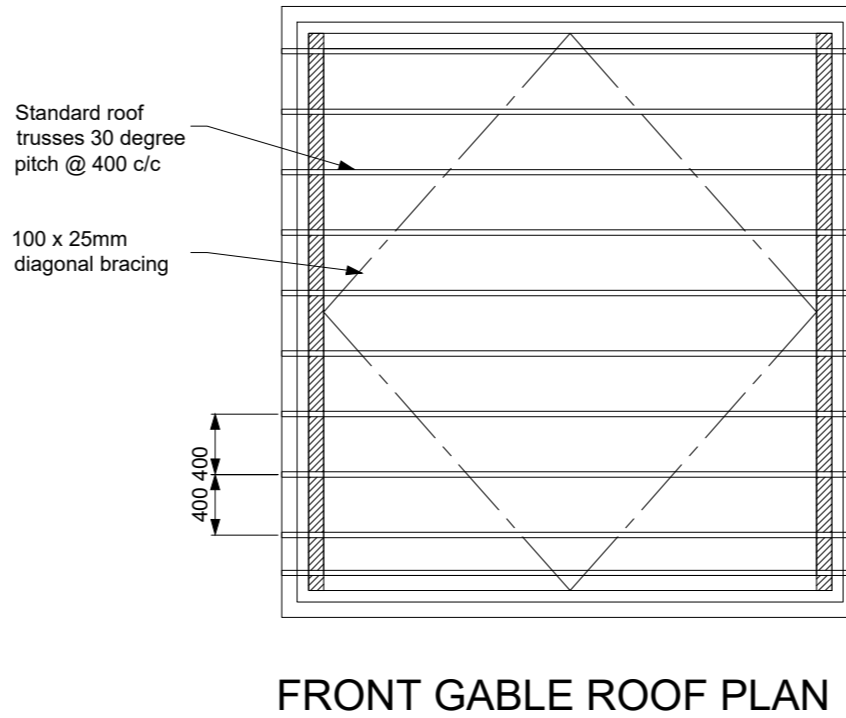 Standard roof
trusses 30 degree
pitch @ 400 c/c
100 x 25mm
diagonal bracing
400
400
FRONT GABLE ROOF PLAN